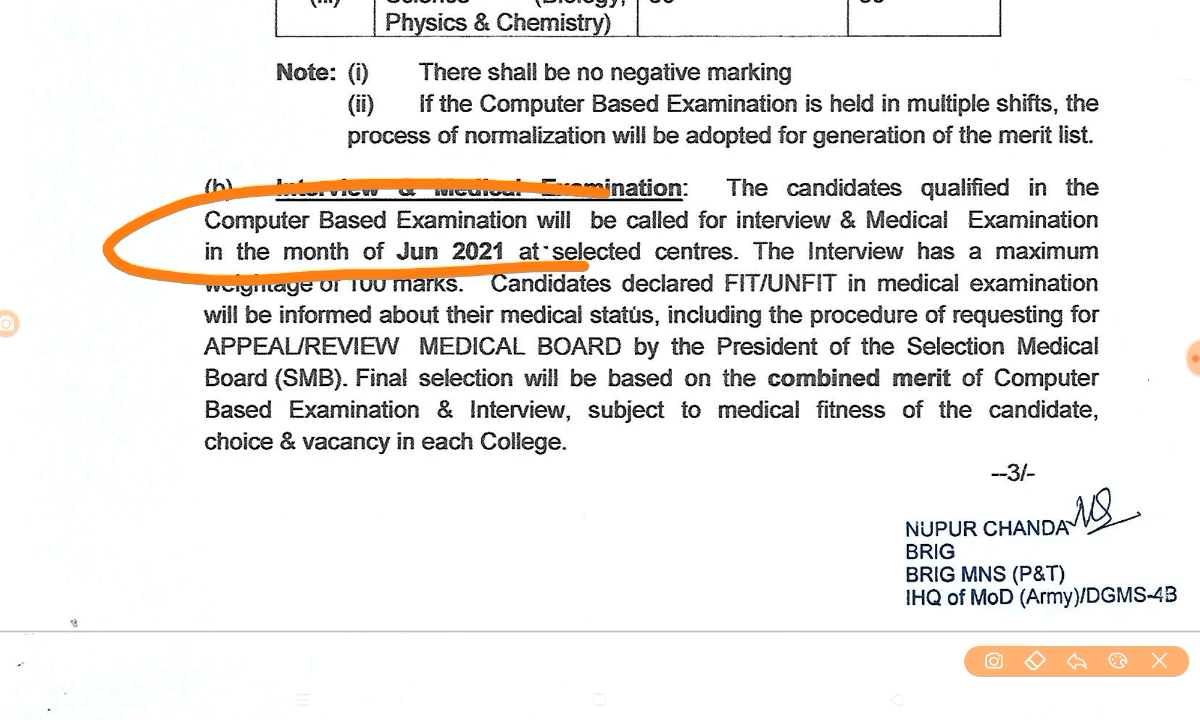 Physics & Chemistry)
Note: (i) There shall be no negative marking
(ii) If the Computer Based Examination is held in multiple shifts, the
process of normalization will be adopted for generation of the merit list.
(b) Interview & Medical Examination: The candidates qualified in the
Computer Based Examination will be called for interview & Medical Examination
in the month of Jun 2021 at selected centres. The Interview has a maximum
weightage of 100 marks. Candidates declared FIT/UNFIT in medical examination
will be informed about their medical status, including the procedure of requesting for
APPEAL/REVIEW MEDICAL BOARD by the President of the Selection Medical
Board (SMB). Final selection will be based on the combined merit of Computer
Based Examination & Interview, subject to medical fitness of the candidate,
choice & vacancy in each College.
--3/-
NUPUR CHANDA
BRIG
BRIG MNS (P&T)
IHQ of MoD (Army)/DGMS-4B